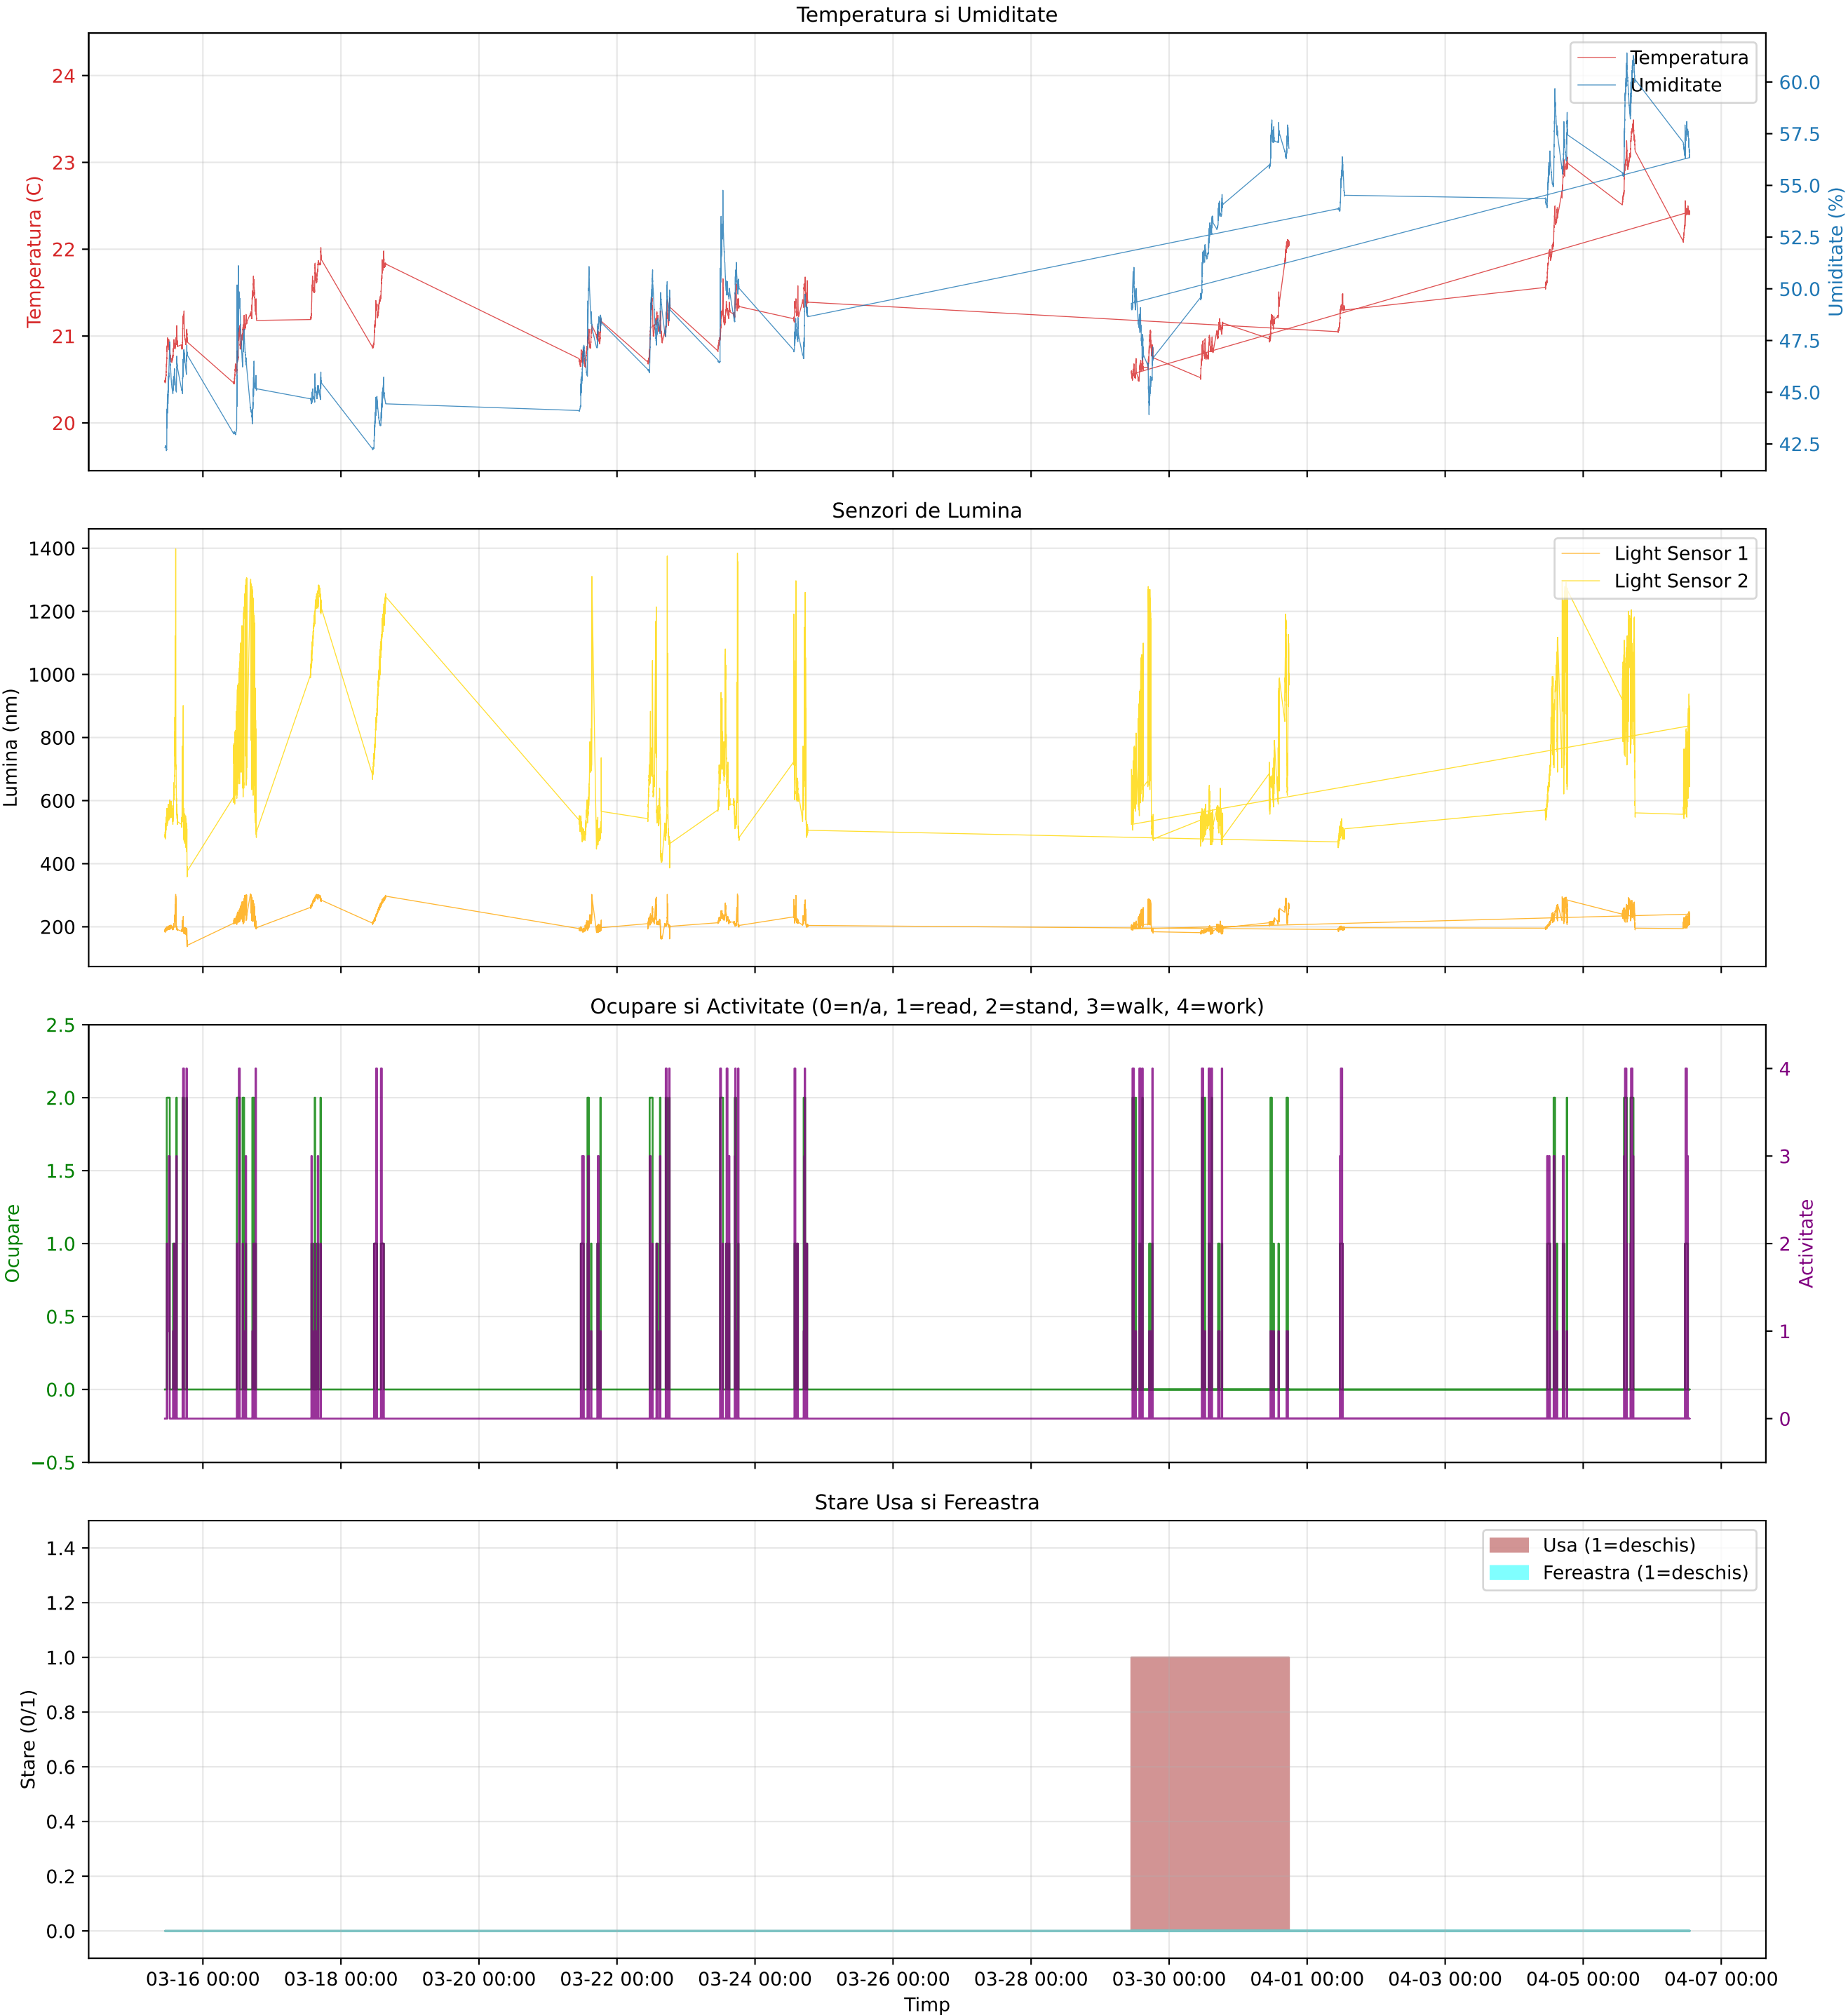 Temperatura si Umiditate
Temperatura (C)
24
23
22
21
20
Temperatura
Umiditate
60.0
57.5
55.0
52.5
50.0
47.5
45.0
42.5
Umiditate (%)
Senzori de Lumina
Lumina (nm)
1400
1200
1000
800
600
400
200
Light Sensor 1
Light Sensor 2
Ocupare si Activitate (0=n/a, 1=read, 2=stand, 3=walk, 4=work)
Ocupare
2.5
2.0
1.5
1.0
0.5
0.0
−0.5
4
3
2
1
0
Activitate
Stare Usa si Fereastra
Stare (0/1)
1.4
1.2
1.0
0.8
0.6
0.4
0.2
0.0
Usa (1=deschis)
Fereastra (1=deschis)
03-16 00:00 03-18 00:00 03-20 00:00 03-22 00:00 03-24 00:00 03-26 00:00 03-28 00:00 03-30 00:00 04-01 00:00 04-03 00:00 04-05 00:00 04-07 00:00
Timp